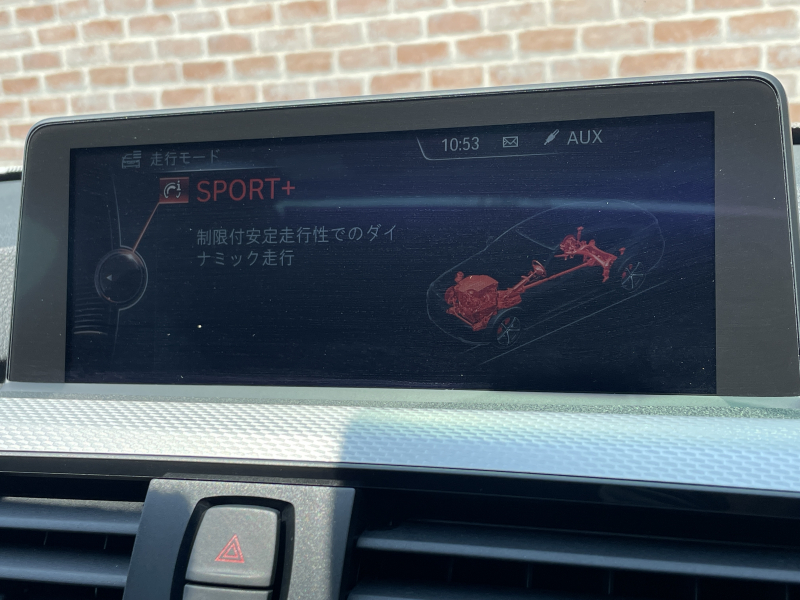 10:53 AUX
走行モード
SPORT+
制限付安定走行性でのダイ
ナミック走行